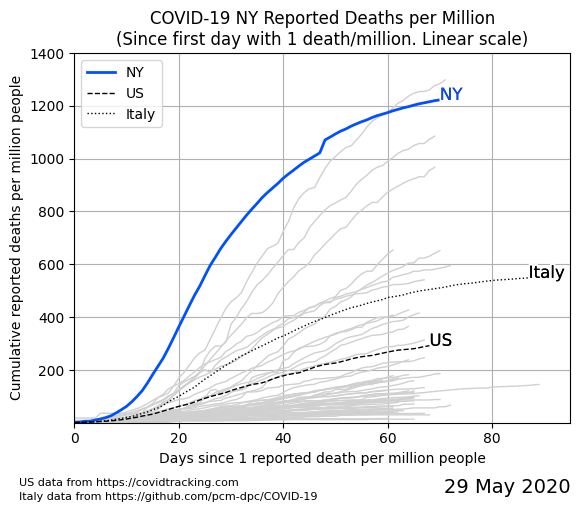 COVID-19 NY Reported Deaths per Million
(Since first day with 1 death/million. Linear scale)
Cumulative reported deaths per million people
1400
1200
1000
800
600
400
200
NY
US
Italy
NY
Italy
US
0
20
40
60
80
Days since 1 reported death per million people
US data from https://covidtracking.com
Italy data from https://github.com/pcm-dpc/COVID-19
29 May 2020